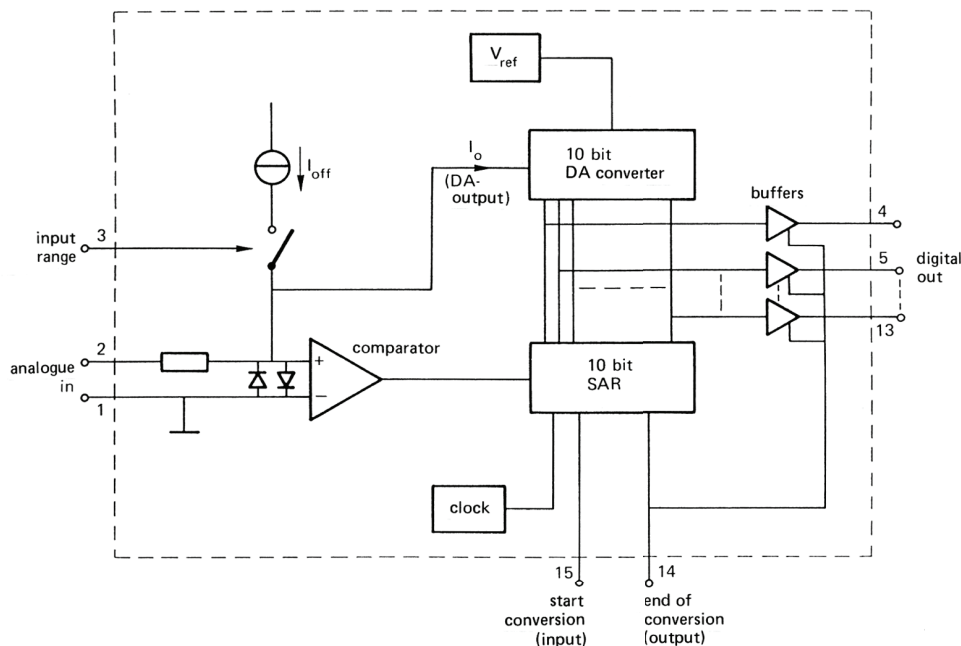 V ref
I o
(DA-
output)
10 bit
DA converter
I off
buffers
4
3
input
range
5
digital
out
13
2
comparator
+
analogue
in
−
1
10 bit
SAR
clock
15
14
start
conversion
(input)
end of
conversion
(output)